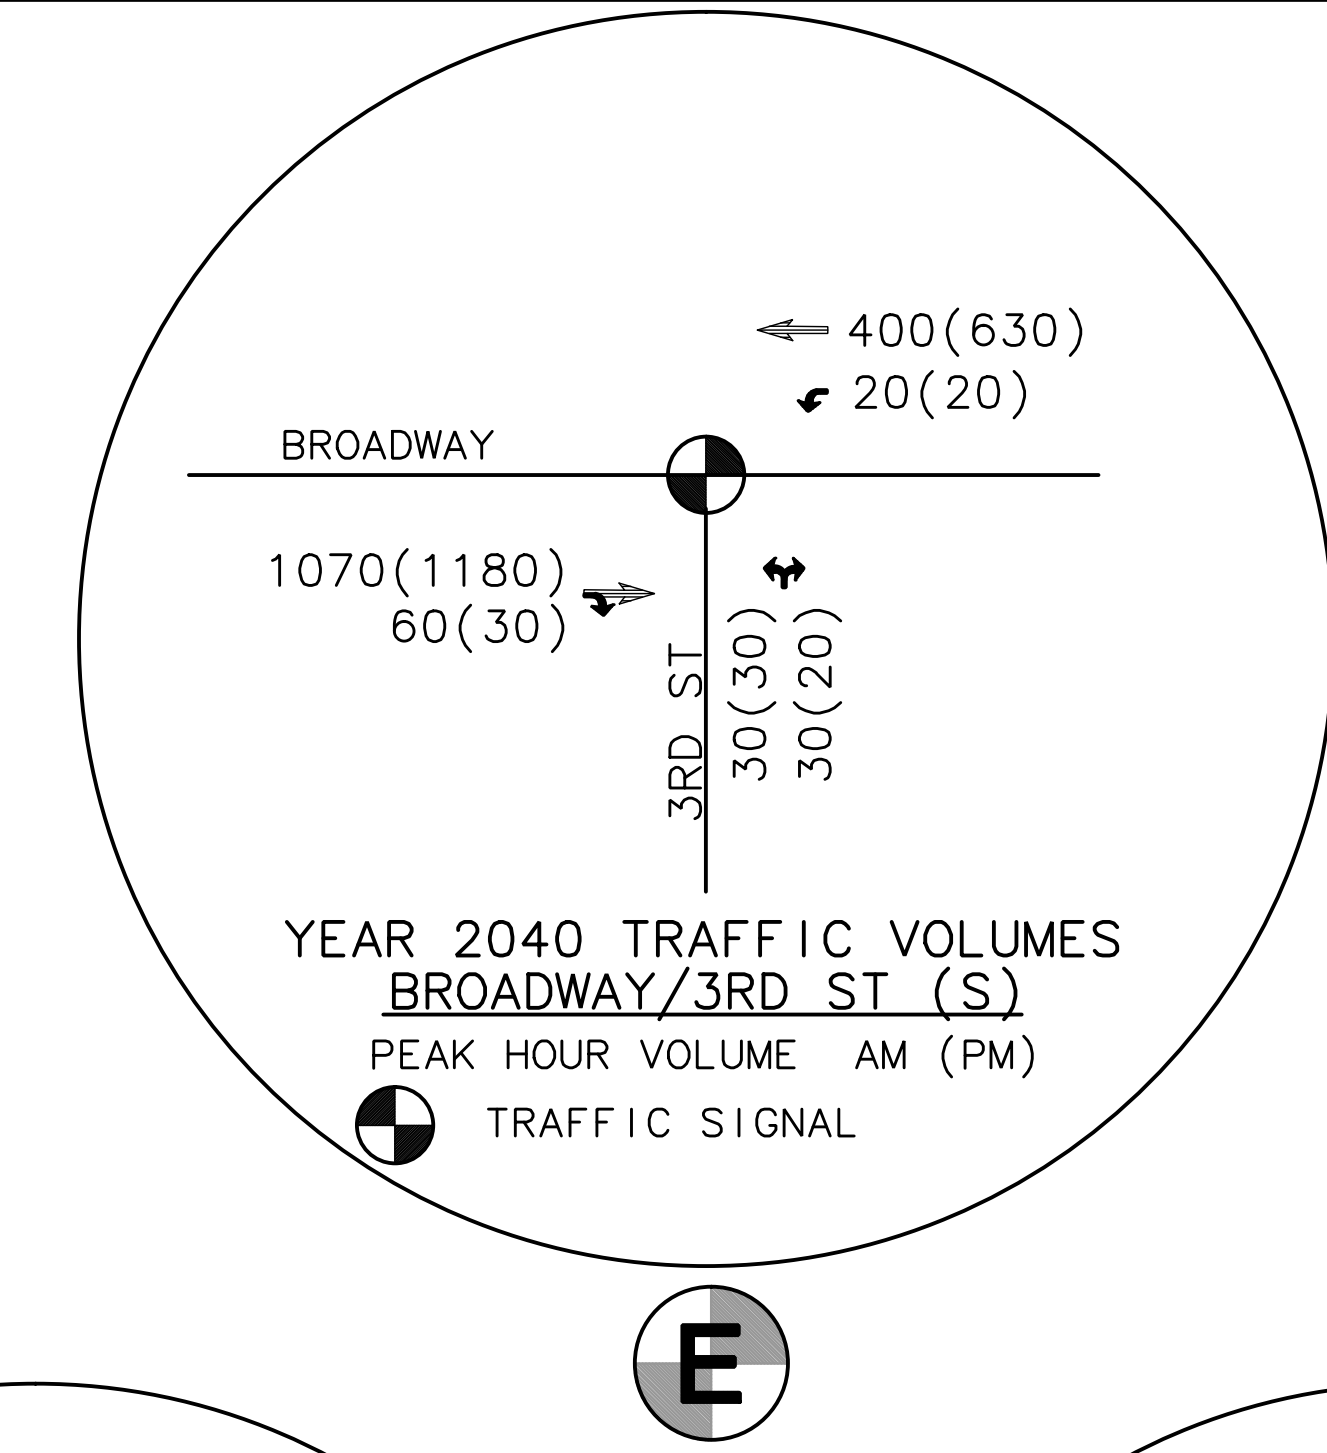 400(630)
20(20)
BROADWAY
1070(1180)
60(30)
3RD ST
30(30)
30(20)
YEAR 2040 TRAFFIC VOLUMES
BROADWAY/3RD ST (S)
PEAK HOUR VOLUME AM (PM)
TRAFFIC SIGNAL
E